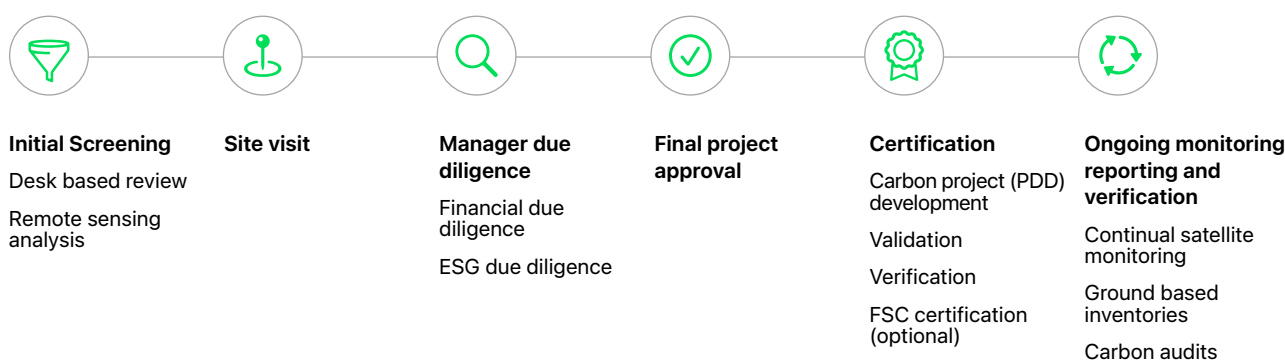 Initial Screening
Desk based review
Remote sensing
analysis
Site visit
Manager due
diligence
Financial due
diligence
ESG due diligence
Final project
approval
Certification
Carbon project (PDD)
development
Validation
Verification
FSC certification
(optional)
Ongoing monitoring
reporting and
verification
Continual satellite
monitoring
Ground based
inventories
Carbon audits